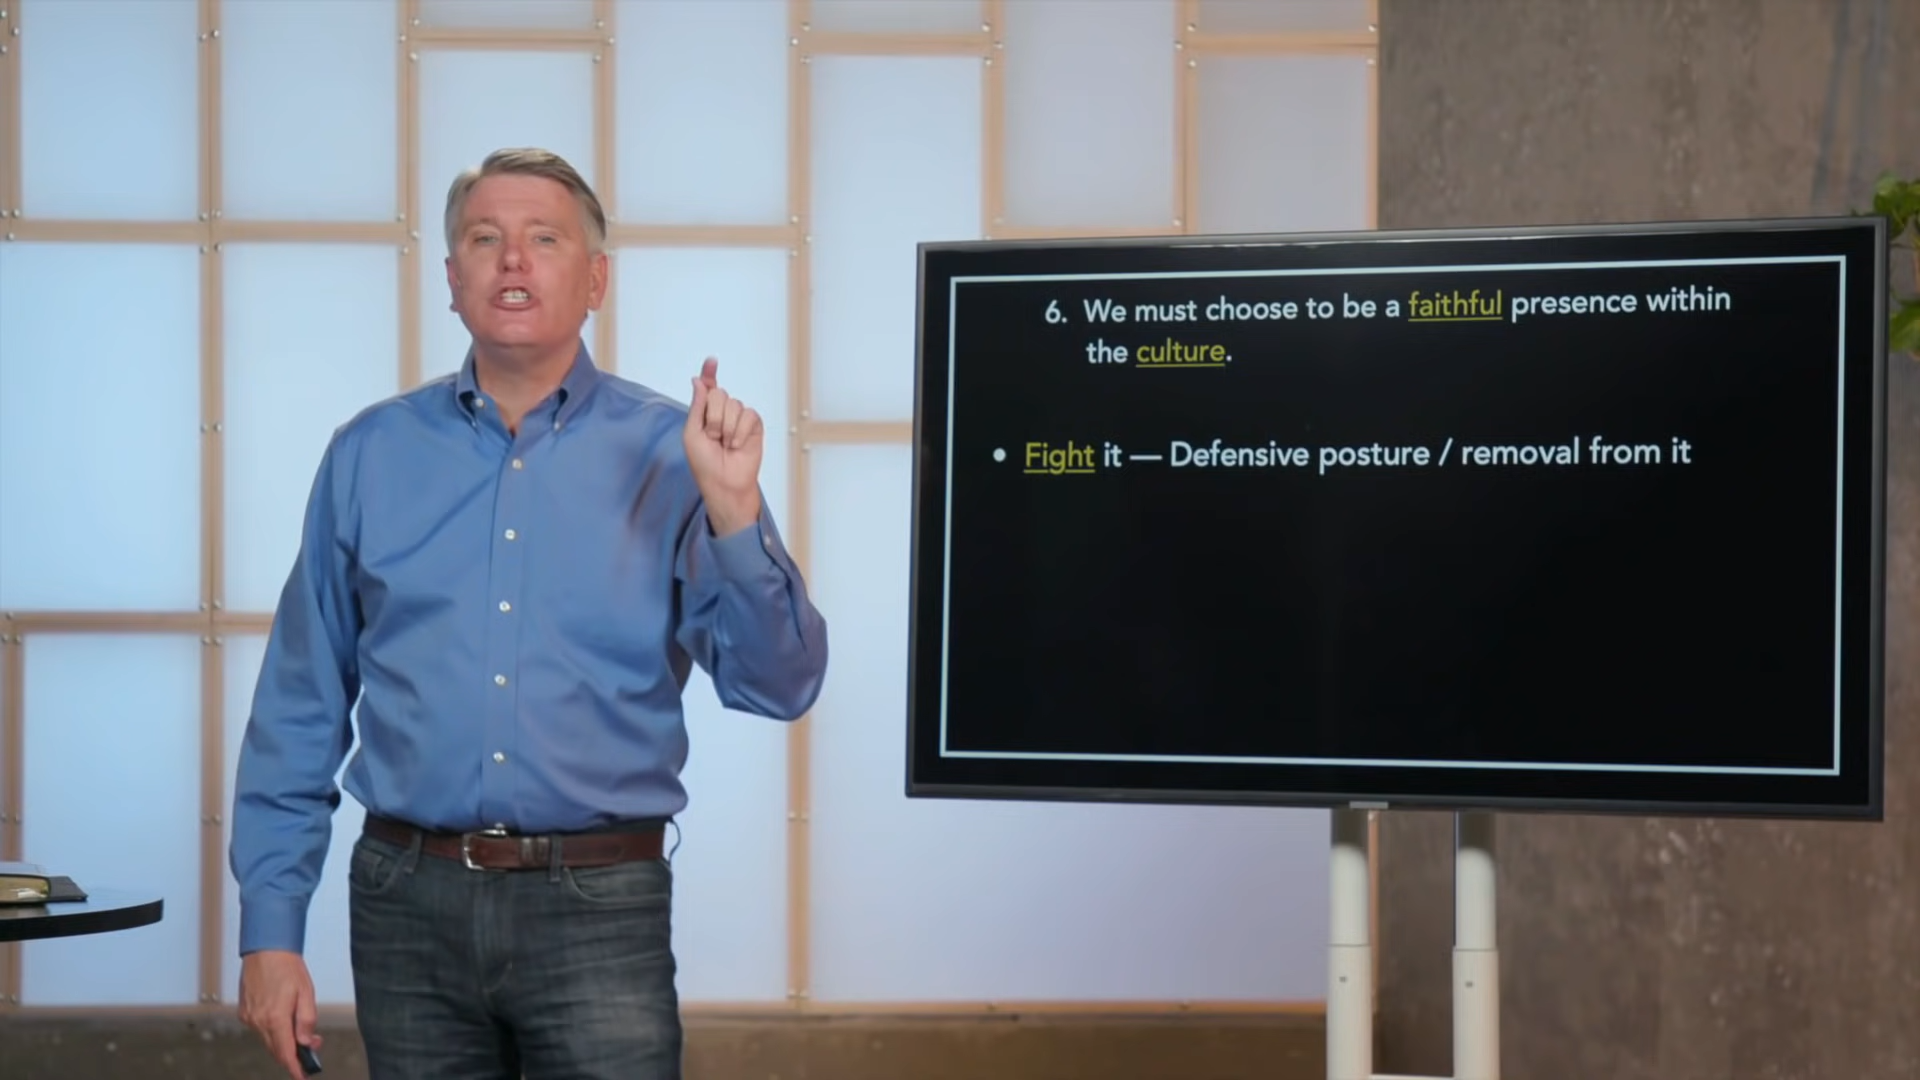 6. We must choose to be a faithful presence within
the culture.
• Fight it — Defensive posture / removal from it